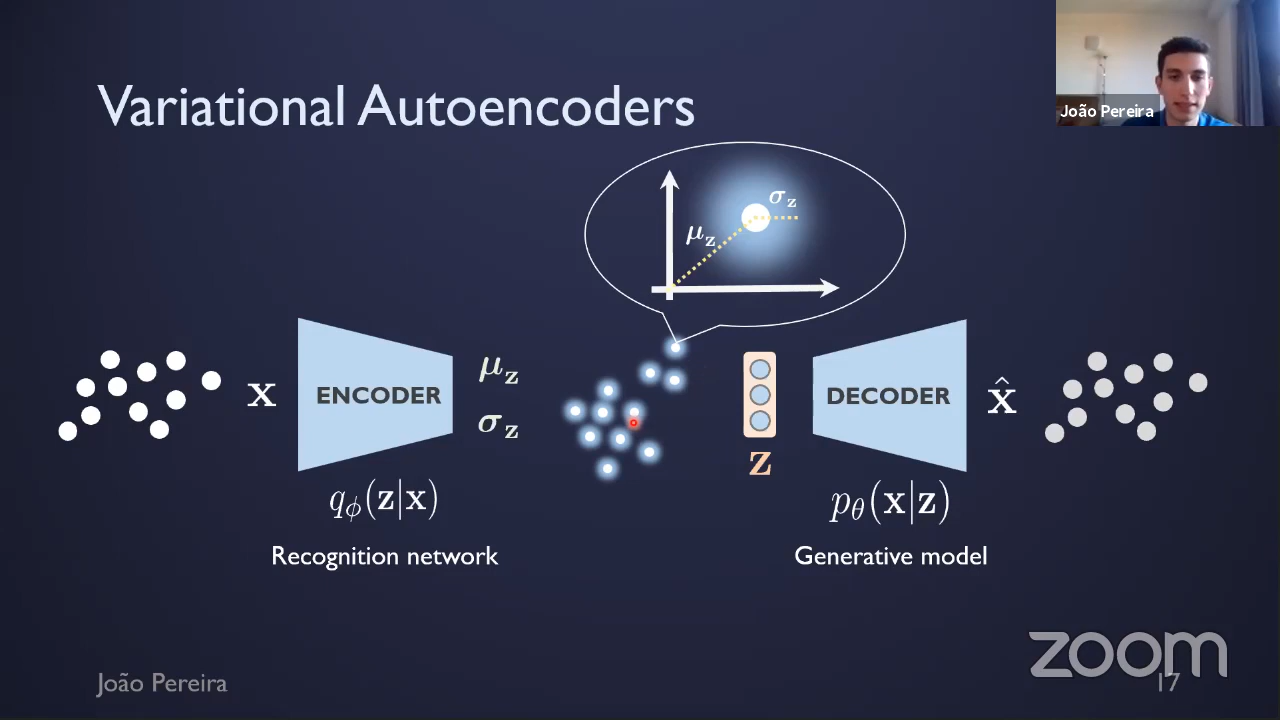 Variational Autoencoders
João Pereira
σ_z
μ_z
x
ENCODER
μ_z
σ_z
z
DECODER
x̂
q_ϕ(z|x)
p_θ(x|z)
Recognition network
Generative model
João Pereira
zoom
17